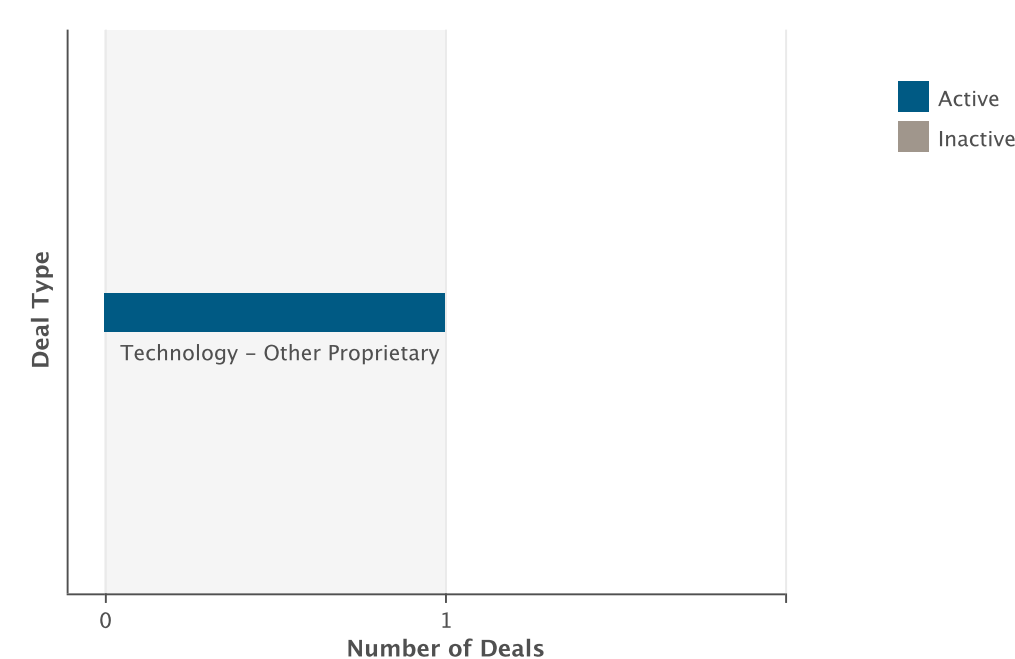 Active
Inactive
Deal Type
Technology – Other Proprietary
0
1
Number of Deals